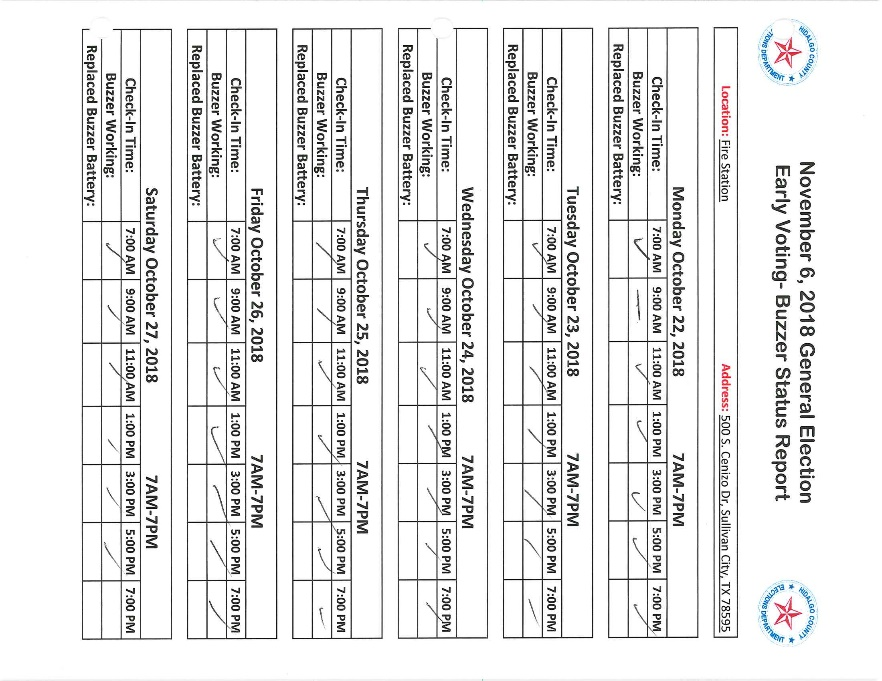 November 6, 2018 General Election
Early Voting- Buzzer Status Report
HIDALGO COUNTY
ELECTIONS DEPARTMENT
HIDALGO COUNTY
ELECTIONS DEPARTMENT
Location: Fire Station Address: 500 S. Cenizo Dr, Sullivan City, TX 78595
Monday October 22, 2018 7AM-7PM
Check-In Time: 7:00 AM 9:00 AM 11:00 AM 1:00 PM 3:00 PM 5:00 PM 7:00 PM
Buzzer Working: ✓ — ✓ ✓ ✓ ✓ ✓
Replaced Buzzer Battery:
Tuesday October 23, 2018 7AM-7PM
Check-In Time: 7:00 AM 9:00 AM 11:00 AM 1:00 PM 3:00 PM 5:00 PM 7:00 PM
Buzzer Working: ✓ ✓ ✓ ✓ ✓ ✓ ✓
Replaced Buzzer Battery:
Wednesday October 24, 2018 7AM-7PM
Check-In Time: 7:00 AM 9:00 AM 11:00 AM 1:00 PM 3:00 PM 5:00 PM 7:00 PM
Buzzer Working: ✓ ✓ ✓ ✓ ✓ ✓ ✓
Replaced Buzzer Battery:
Thursday October 25, 2018 7AM-7PM
Check-In Time: 7:00 AM 9:00 AM 11:00 AM 1:00 PM 3:00 PM 5:00 PM 7:00 PM
Buzzer Working: ✓ ✓ ✓ ✓ ✓ ✓ ✓
Replaced Buzzer Battery:
Friday October 26, 2018 7AM-7PM
Check-In Time: 7:00 AM 9:00 AM 11:00 AM 1:00 PM 3:00 PM 5:00 PM 7:00 PM
Buzzer Working: ✓ ✓ ✓ ✓ ✓ ✓ ✓
Replaced Buzzer Battery:
Saturday October 27, 2018 7AM-7PM
Check-In Time: 7:00 AM 9:00 AM 11:00 AM 1:00 PM 3:00 PM 5:00 PM 7:00 PM
Buzzer Working: ✓ ✓ ✓ ✓ ✓ ✓
Replaced Buzzer Battery: